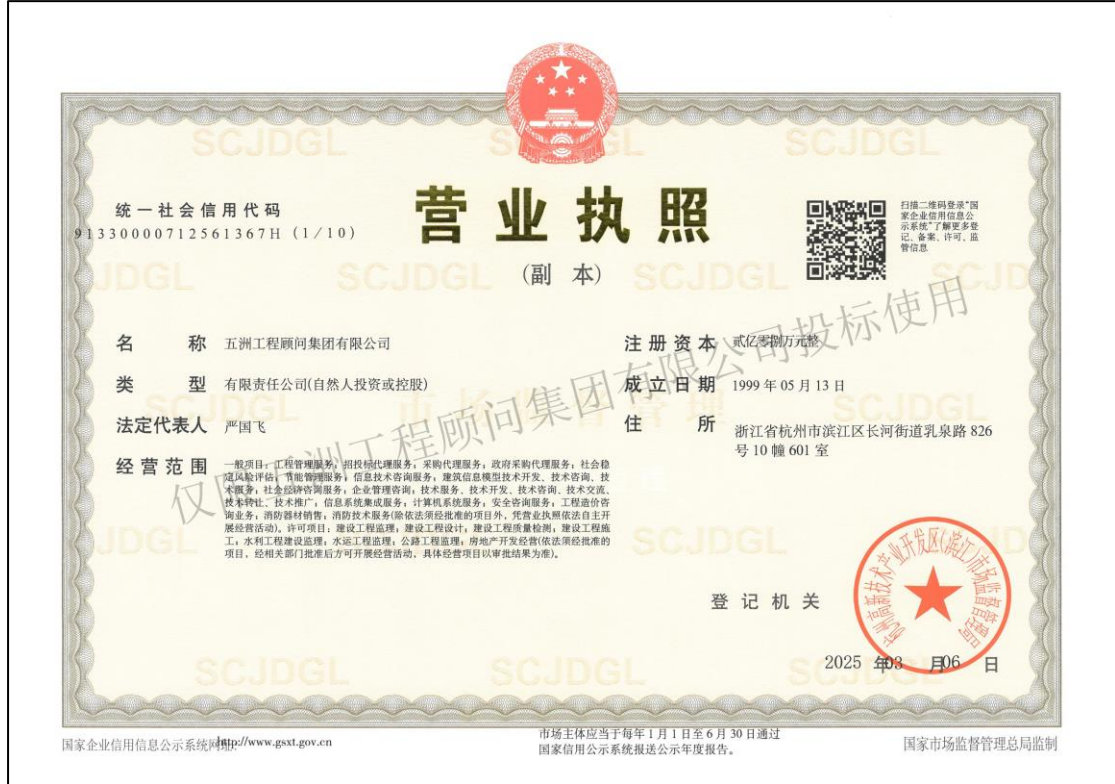 营业执照
(副 本)
统一社会信用代码
91330000712561367H (1/10)
扫描二维码登录“国
家企业信用信息公
示系统”了解更多登
记、备案、许可、监
管信息
名 称 五洲工程顾问集团有限公司
类 型 有限责任公司(自然人投资或控股)
法定代表人 严国飞
经营范围 一般项目：工程管理服务；招投标代理服务；采购代理服务；政府采购代理服务；社会稳
定风险评估；节能管理服务；信息技术咨询服务；建筑信息模型技术开发、技术咨询、技
术服务；社会经济咨询服务；企业管理咨询；技术服务、技术开发、技术咨询、技术交流、
技术转让、技术推广；信息系统集成服务；计算机系统服务；安全咨询服务；工程造价咨
询业务；消防器材销售；消防技术服务(除依法须经批准的项目外，凭营业执照依法自主开
展经营活动)。许可项目：建设工程监理；建设工程设计；建设工程质量检测；建设工程施
工；水利工程建设监理；水运工程监理；公路工程监理；房地产开发经营(依法须经批准的
项目，经相关部门批准后方可开展经营活动，具体经营项目以审批结果为准)。
注册资本 贰亿零捌万元整
成立日期 1999年05月13日
住 所 浙江省杭州市滨江区长河街道乳泉路826
号10幢601室
仅限五洲工程顾问集团有限公司投标使用
登记机关
杭州高新技术产业开发区(滨江)市场监督管理局
2025 年03 月06 日
国家企业信用信息公示系统网址:http://www.gsxt.gov.cn
市场主体应当于每年1月1日至6月30日通过
国家信用公示系统报送公示年度报告。
国家市场监督管理总局监制
SCJDGL